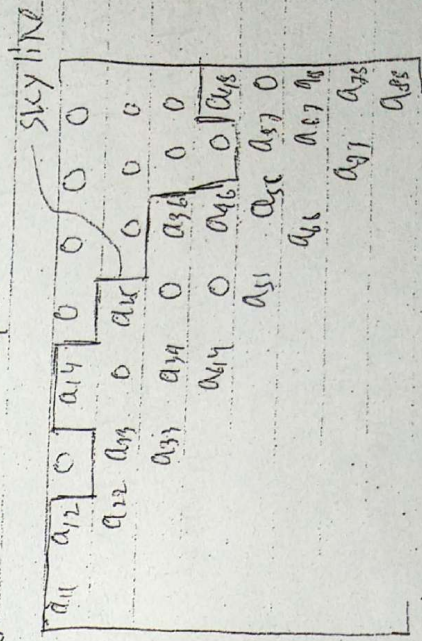 sky line
a₁₁ a₁₂ 0 a₁₄ 0 0 0 0
a₂₂ a₂₃ 0 a₂₅ 0 0 0
a₃₃ a₃₄ 0 a₃₆ 0 0
a₄₄ 0 a₄₆ 0 a₄₈
a₅₅ a₅₆ a₅₇ 0
a₆₆ a₆₇
a₇₇ a₇₈
a₈₈